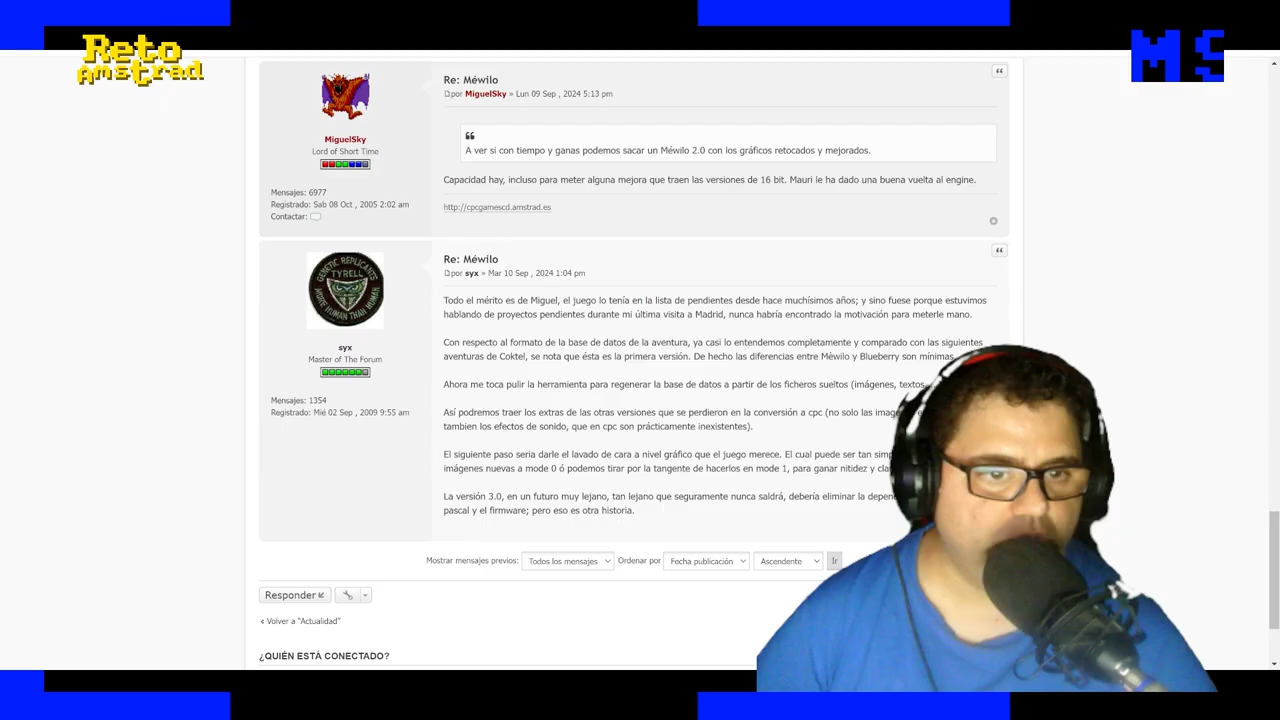 Reto
Amstrad
MS
Re: Méwilo
por MiguelSky » Lun 09 Sep , 2024 5:13 pm
MiguelSky
Lord of Short Time
Mensajes: 6977
Registrado: Sab 08 Oct , 2005 2:02 am
Contactar:
A ver si con tiempo y ganas podemos sacar un Méwilo 2.0 con los gráficos retocados y mejorados.
Capacidad hay, incluso para meter alguna mejora que traen las versiones de 16 bit. Mauri le ha dado una buena vuelta al engine.
http://cpcgamescd.amstrad.es
GENETIC REPLICANTS
TYRELL
MORE HUMAN THAN HUMAN
syx
Master of The Forum
Mensajes: 1354
Registrado: Mié 02 Sep , 2009 9:55 am
Re: Méwilo
por syx » Mar 10 Sep , 2024 1:04 pm
Todo el mérito es de Miguel, el juego lo tenía en la lista de pendientes desde hace muchísimos años; y sino fuese porque estuvimos
hablando de proyectos pendientes durante mi última visita a Madrid, nunca habría encontrado la motivación para meterle mano.
Con respecto al formato de la base de datos de la aventura, ya casi lo entendemos completamente y comparado con las siguientes
aventuras de Coktel, se nota que ésta es la primera versión. De hecho las diferencias entre Méwilo y Blueberry son mínimas.
Ahora me toca pulir la herramienta para regenerar la base de datos a partir de los ficheros sueltos (imágenes, textos,
Así podremos traer los extras de las otras versiones que se perdieron en la conversión a cpc (no solo las
tambien los efectos de sonido, que en cpc son prácticamente inexistentes).
El siguiente paso seria darle el lavado de cara a nivel gráfico que el juego merece. El cual puede ser tan
imágenes nuevas a mode 0 ó podemos tirar por la tangente de hacerlos en mode 1, para ganar nitidez y
La versión 3.0, en un futuro muy lejano, tan lejano que seguramente nunca saldrá, debería eliminar la
pascal y el firmware; pero eso es otra historia.
Mostrar mensajes previos: Todos los mensajes Ordenar por Fecha publicación Ascendente Ir
Responder
‹ Volver a "Actualidad"
¿QUIÉN ESTÁ CONECTADO?